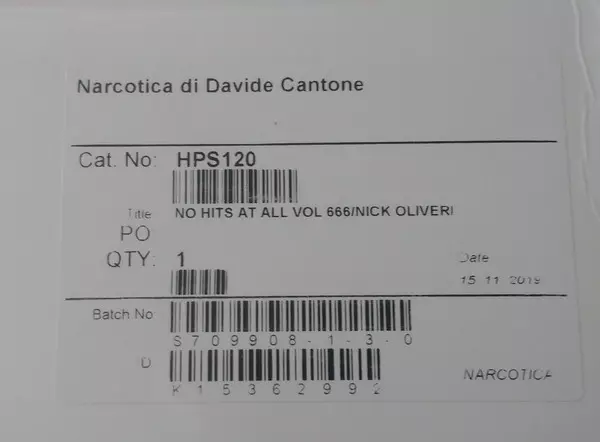 Narcotica di Davide Cantone
Cat. No: HPS120
Title NO HITS AT ALL VOL 666/NICK OLIVERI
PO
QTY: 1
Date
15 11 2019
Batch No
S709908-1-3-0
ID
K15362992
NARCOTICA